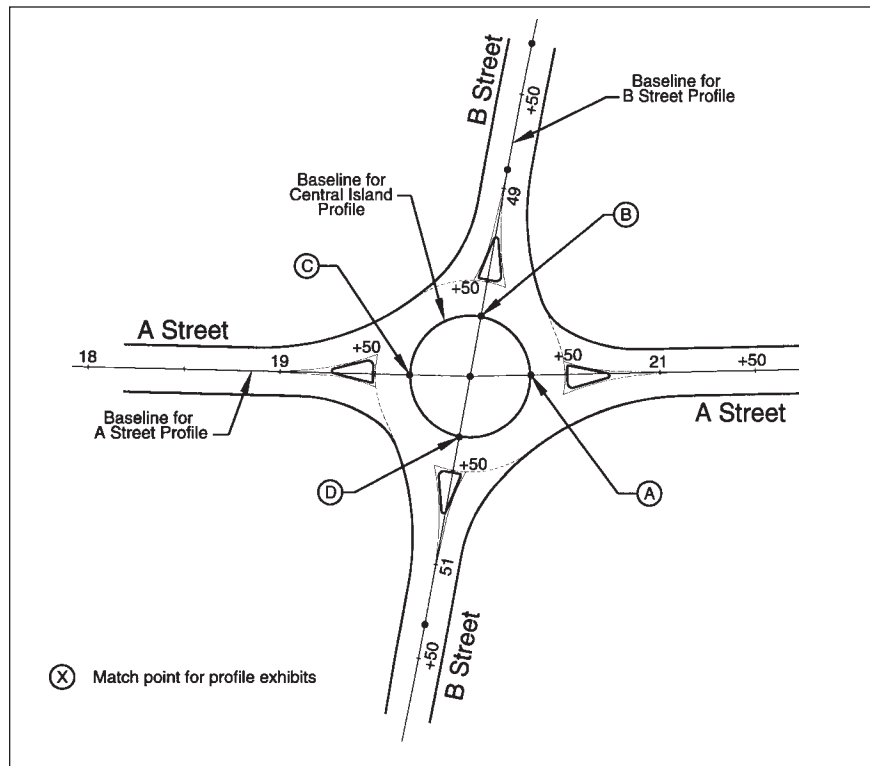 B Street
+50
Baseline for
B Street Profile
49
Baseline for
Central Island
Profile
B
C
+50
A Street
18
19
+50
+50
21
+50
Baseline for
A Street Profile
A Street
+50
D
A
51
+50
B Street
X Match point for profile exhibits